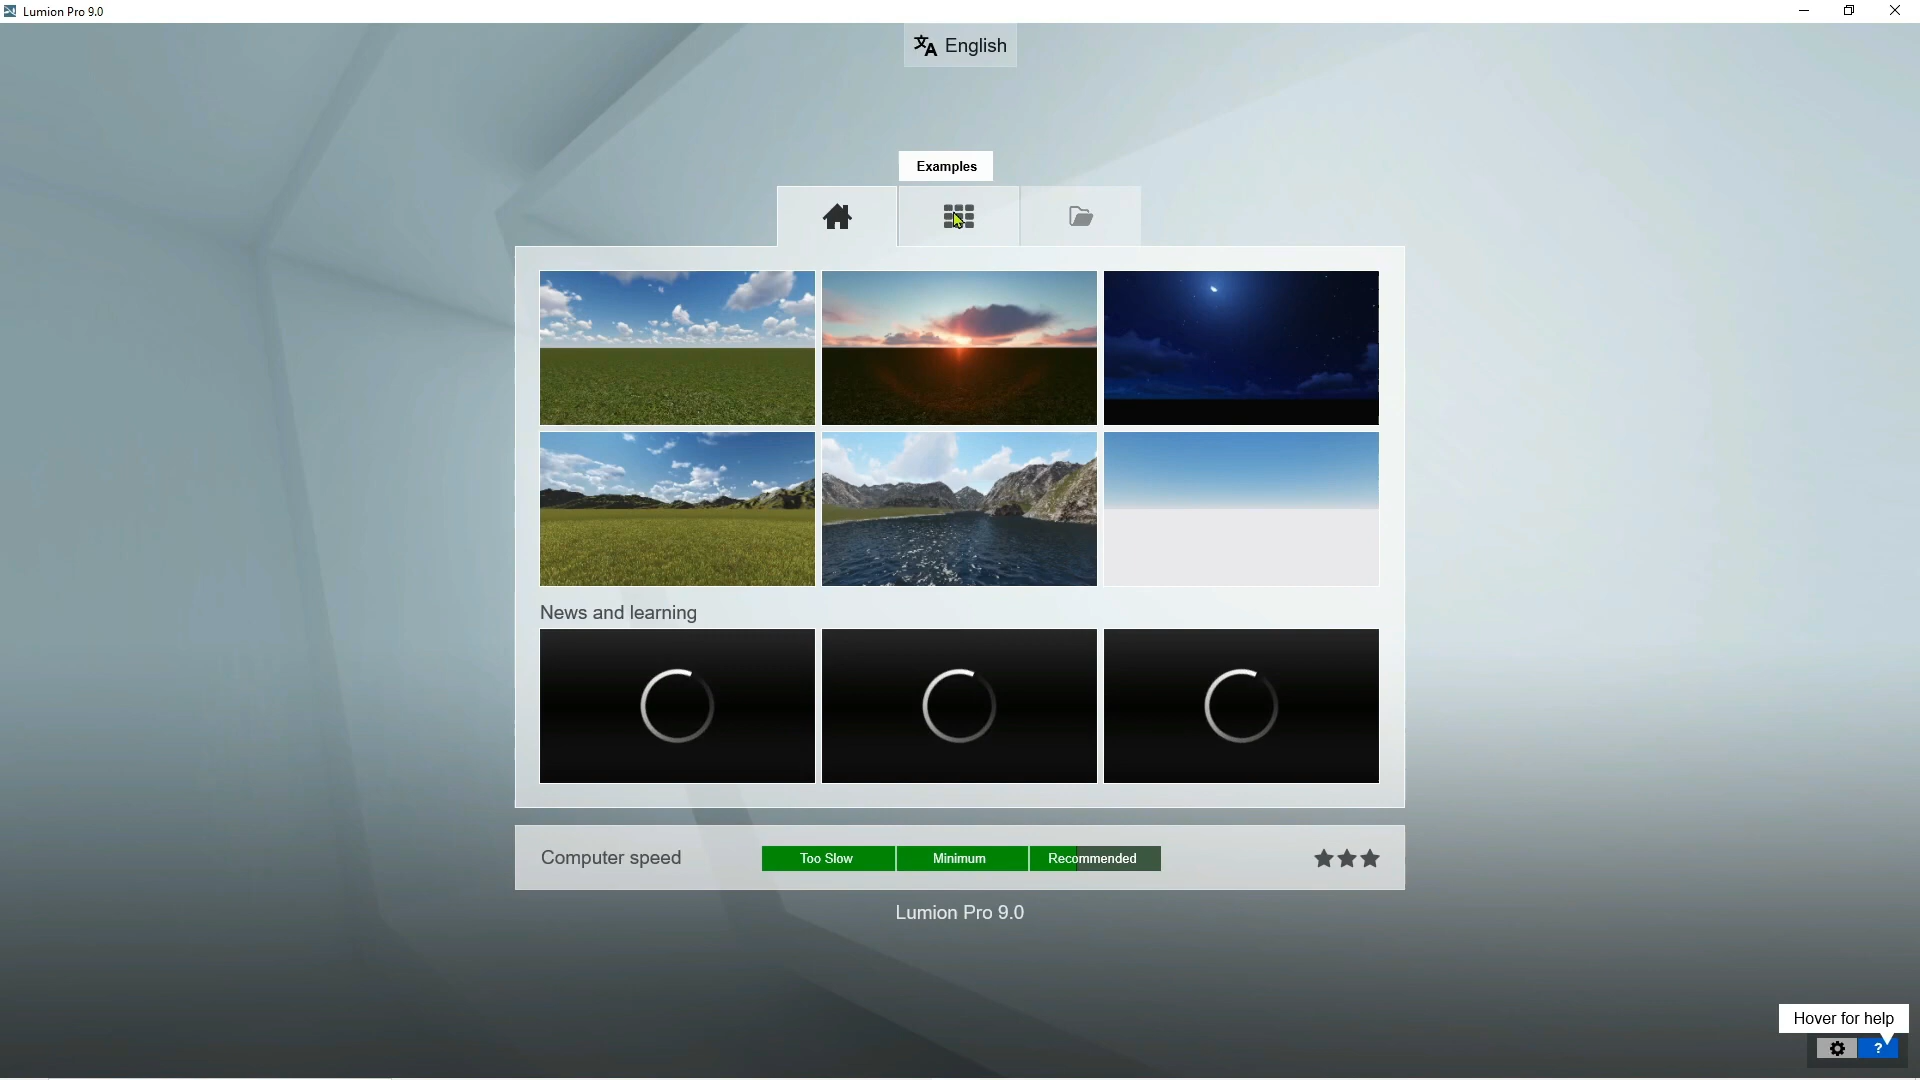 Lumion Pro 9.0
English
Examples
News and learning
Computer speed
Too Slow
Minimum
Recommended
Lumion Pro 9.0
Hover for help
?